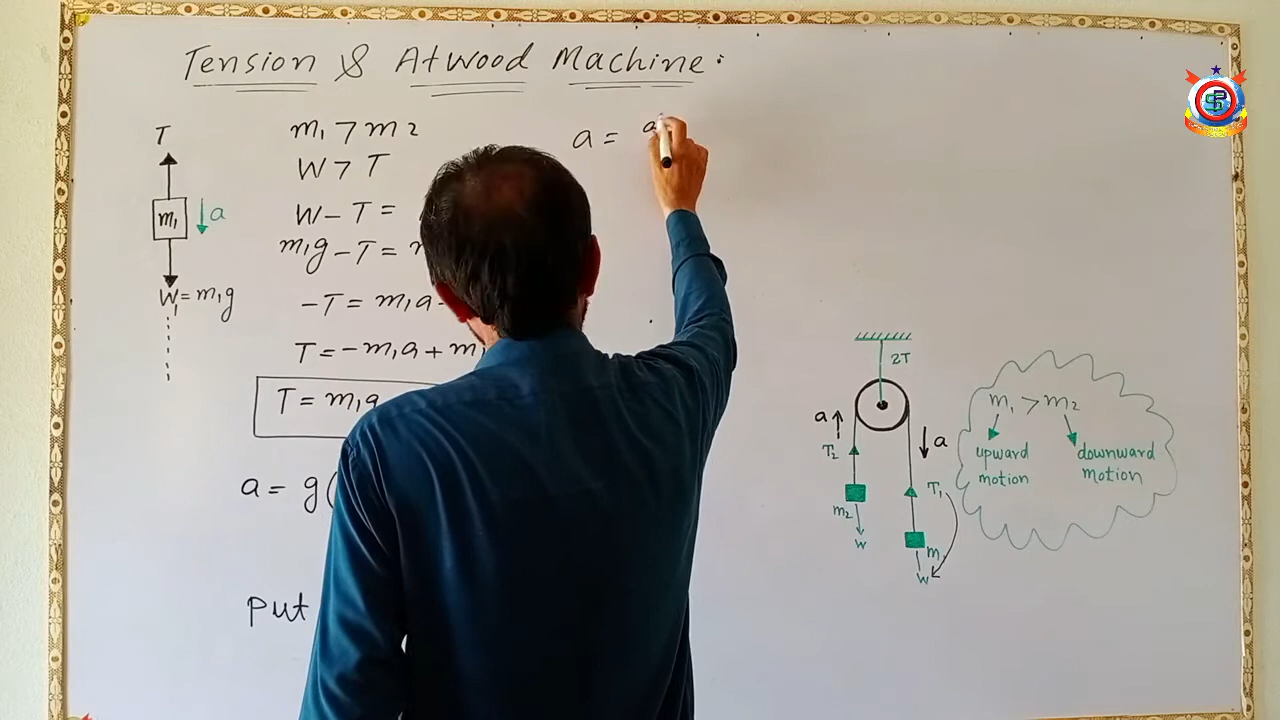 Tension & Atwood Machine:
T
m1
a
W1 = m1g
m1 > m2
W > T
W - T =
m1g - T =
-T = m1a
T = -m1a + m1
T = m1g
a = g(
Put
a = a
2T
a
a
T2
T1
m2
m
W
W
m1 > m2
upward motion
downward motion